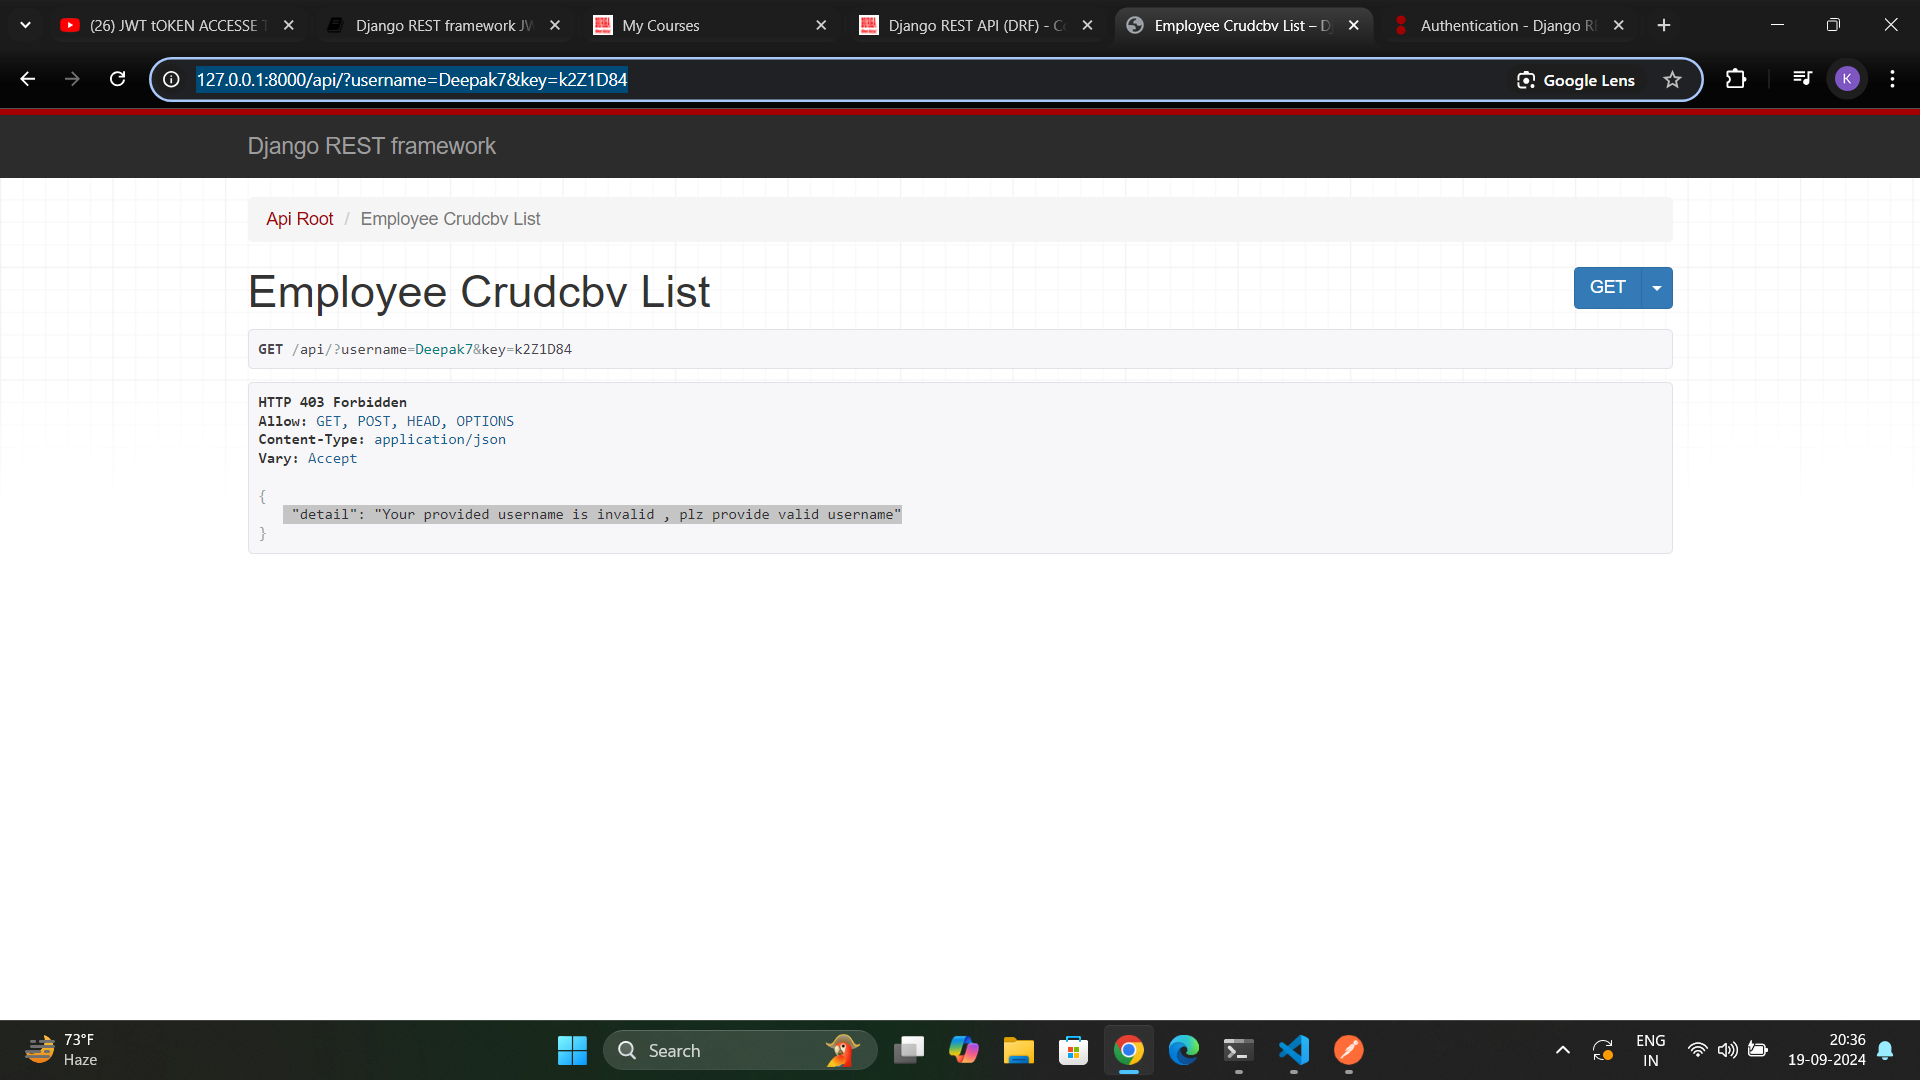 (26) JWT tOKEN ACCESSE T
Django REST framework JW
My Courses
Django REST API (DRF) - Co
Employee Crudcbv List – D
Authentication - Django RE
127.0.0.1:8000/api/?username=Deepak7&key=k2Z1D84
Google Lens
K
Django REST framework
Api Root / Employee Crudcbv List
Employee Crudcbv List
GET
GET /api/?username=Deepak7&key=k2Z1D84
HTTP 403 Forbidden
Allow: GET, POST, HEAD, OPTIONS
Content-Type: application/json
Vary: Accept
{
"detail": "Your provided username is invalid , plz provide valid username"
}
73°F
Haze
Search
ENG
IN
20:36
19-09-2024